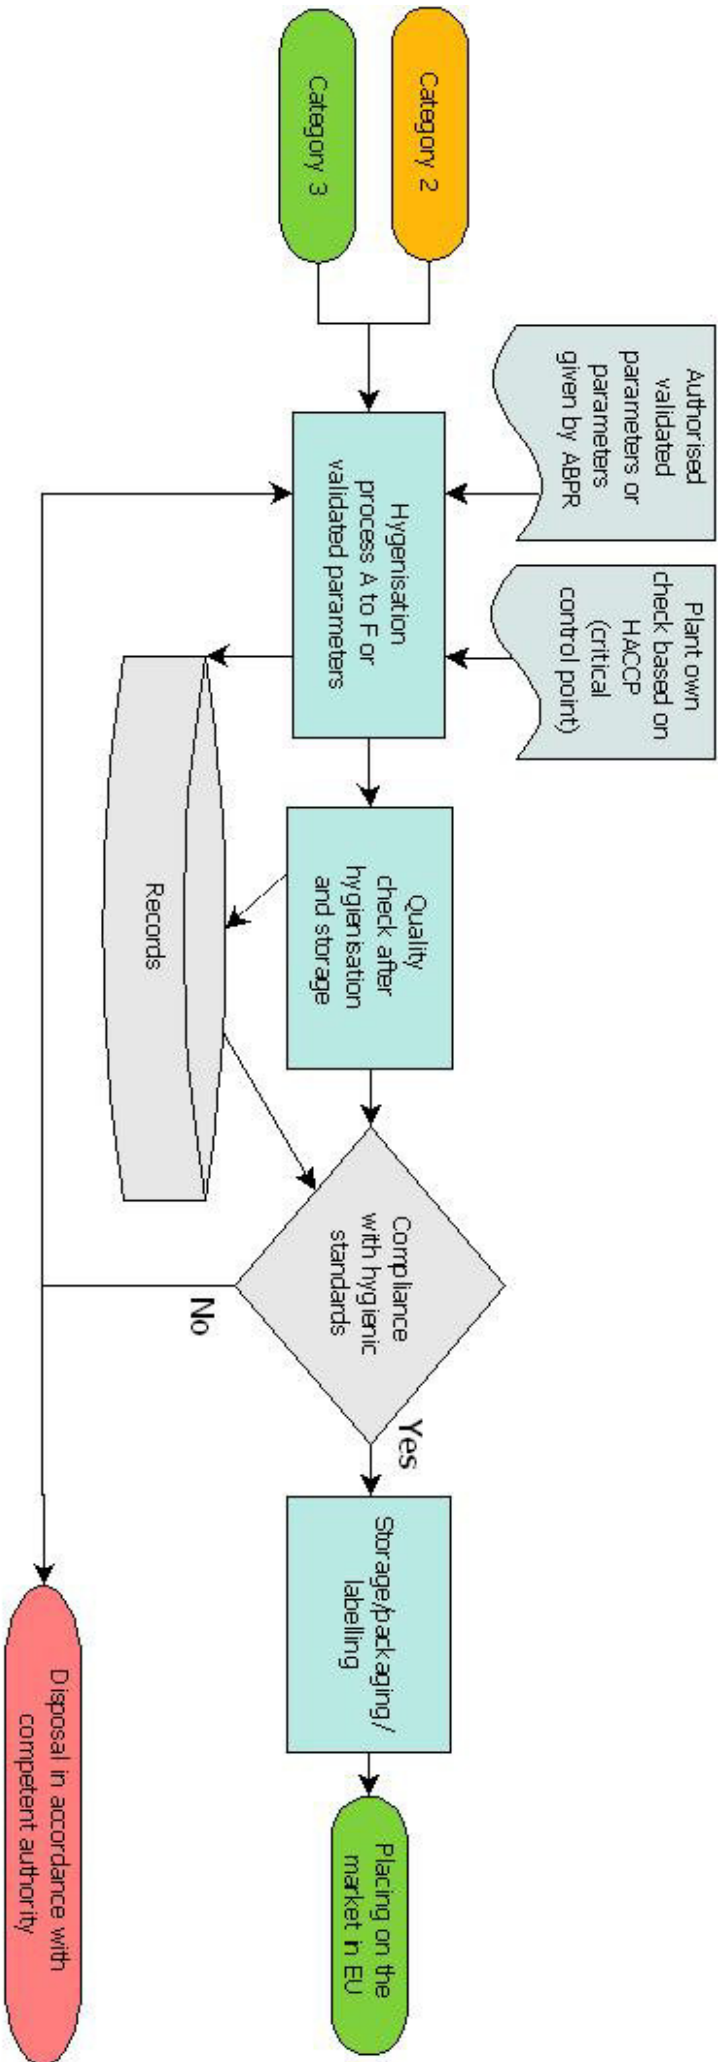 Category 2
Category 3
Authorised
validated
parameters or
parameters
given by ABPR
Plant own
check based on
HACCP
(critical
control point)
Hygenisation
process A to F or
validated parameters
Quality
check after
hygienisation
and storage
Records
Compliance
with hygienic
standards
Yes
No
Storage/packaging/
labelling
Placing on the
market in EU
Disposal in accordance with
competent authority